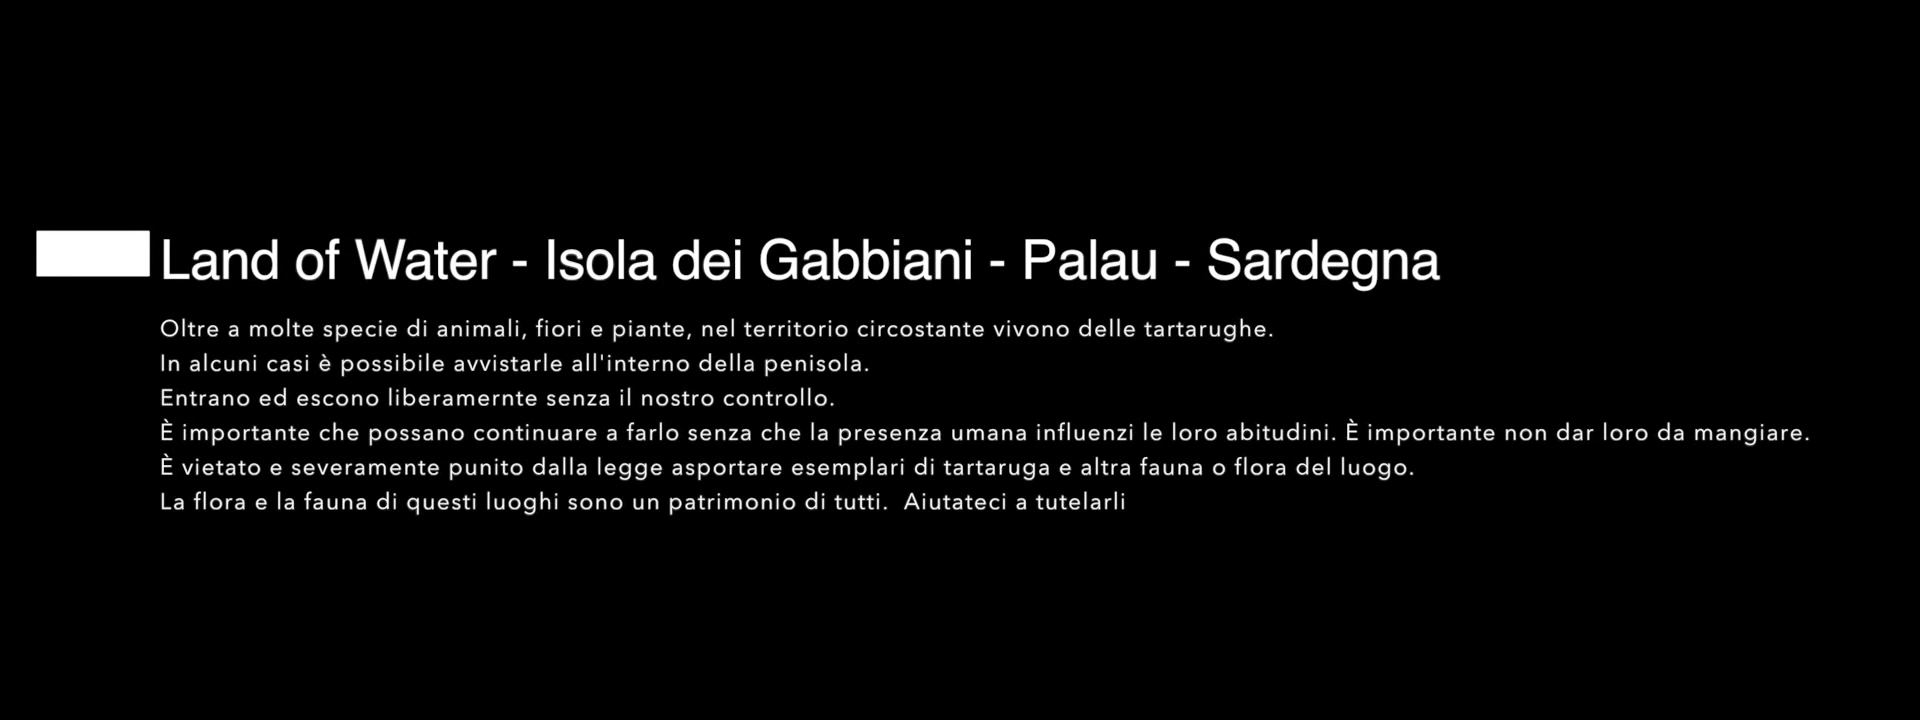 Land of Water - Isola dei Gabbiani - Palau - Sardegna
Oltre a molte specie di animali, fiori e piante, nel territorio circostante vivono delle tartarughe.
In alcuni casi è possibile avvistarle all'interno della penisola.
Entrano ed escono liberamernte senza il nostro controllo.
È importante che possano continuare a farlo senza che la presenza umana influenzi le loro abitudini. È importante non dar loro da mangiare.
È vietato e severamente punito dalla legge asportare esemplari di tartaruga e altra fauna o flora del luogo.
La flora e la fauna di questi luoghi sono un patrimonio di tutti.  Aiutateci a tutelarli